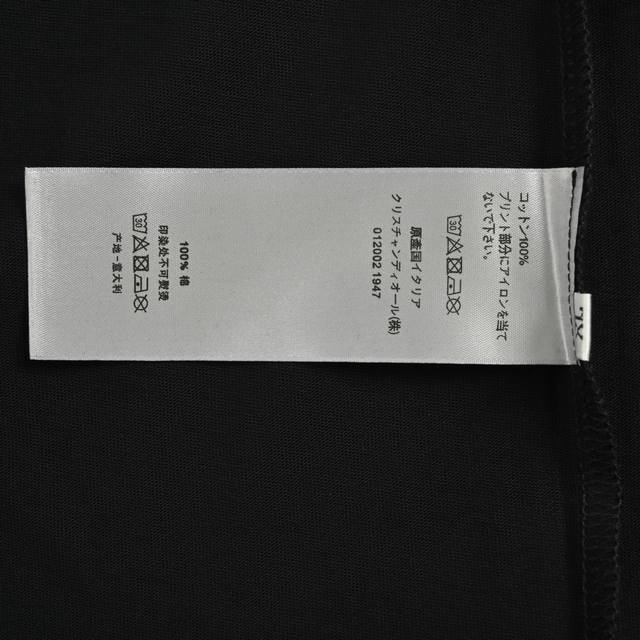 コットン100%
プリント部分にアイロンを当て
ないで下さい。
原産国イタリア
クリスチャンディオール(株)
012002 1947
100% 棉
印染处不可熨烫
产地 - 意大利